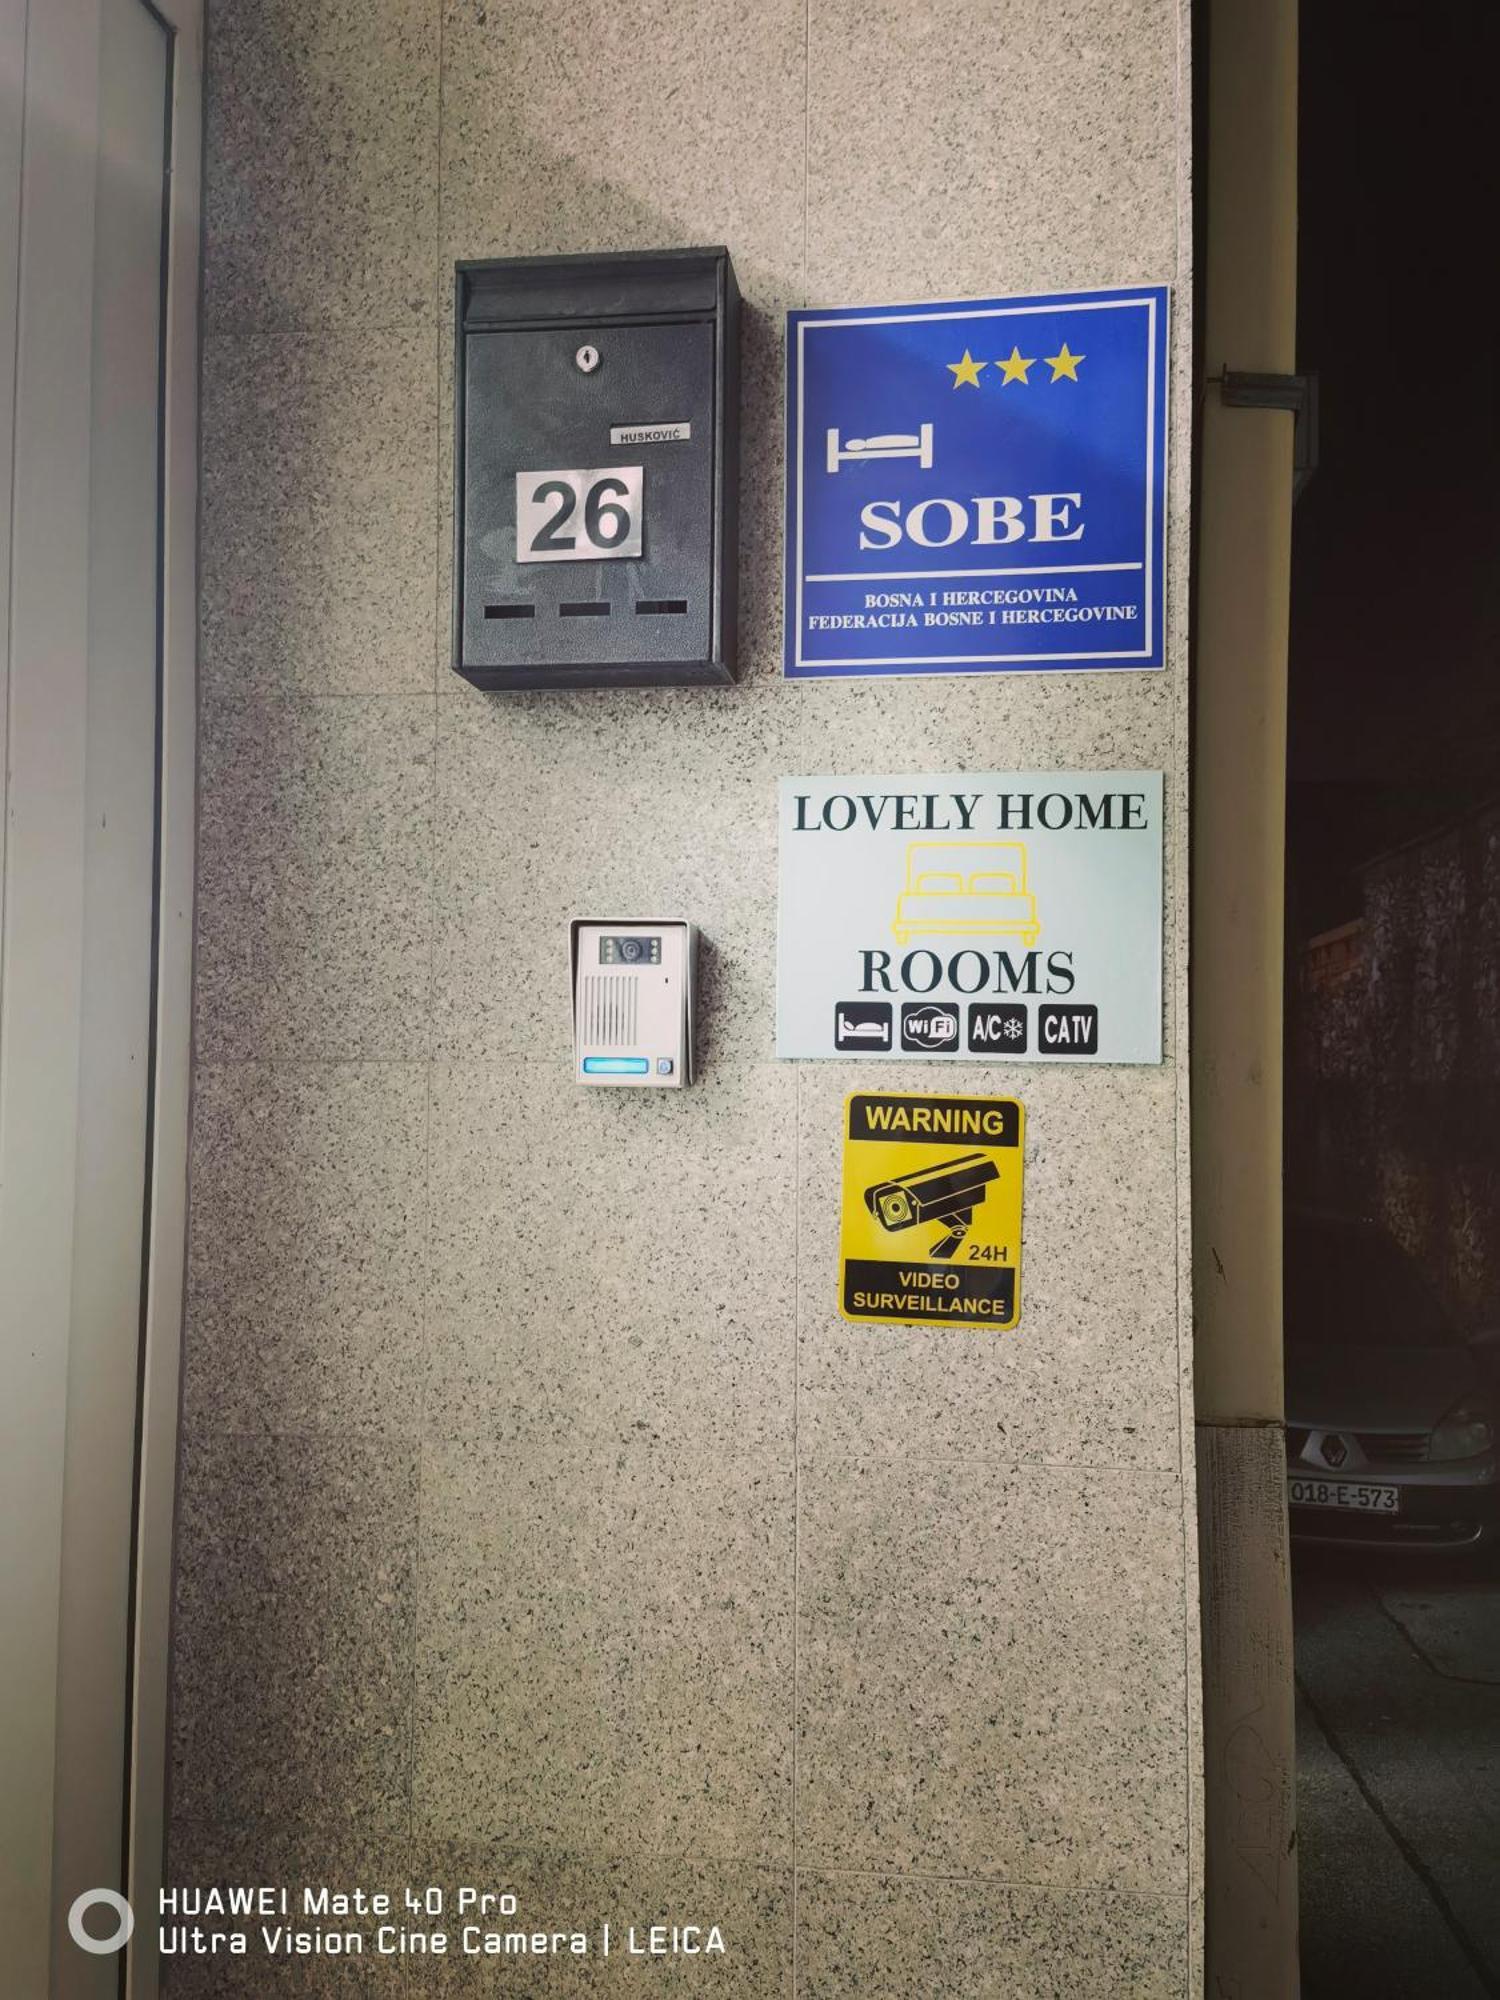 HUSKOVIĆ
26
SOBE
BOSNA I HERCEGOVINA
FEDERACIJA BOSNE I HERCEGOVINE
LOVELY HOME
ROOMS
WiFi A/C CATV
WARNING
24H
VIDEO
SURVEILLANCE
018-E-573
HUAWEI Mate 40 Pro
Ultra Vision Cine Camera | LEICA